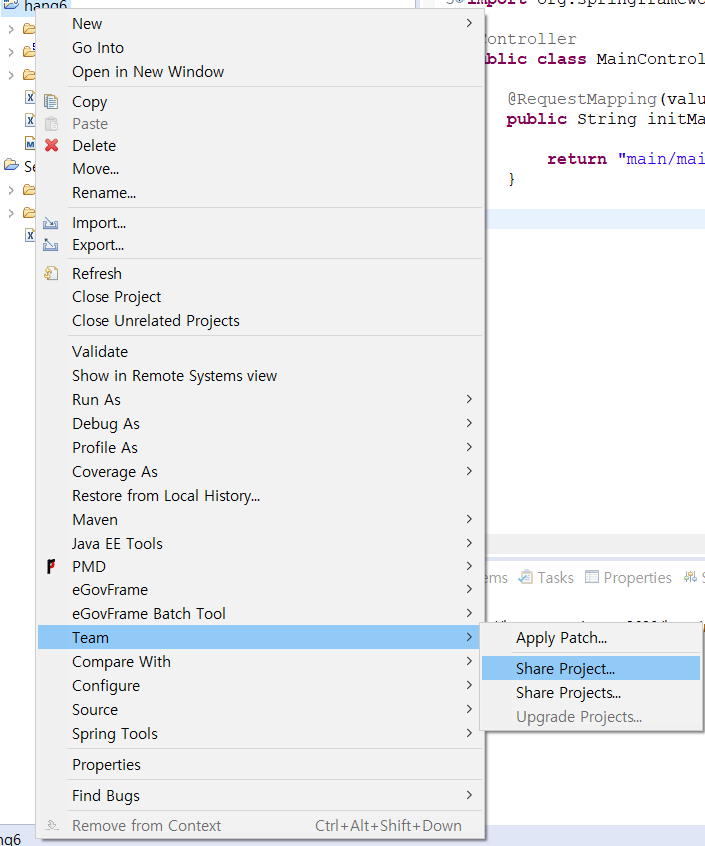 hang6
New
Go Into
Open in New Window
Copy
Paste
Delete
Move...
Rename...
Import...
Export...
Refresh
Close Project
Close Unrelated Projects
Validate
Show in Remote Systems view
Run As
Debug As
Profile As
Coverage As
Restore from Local History...
Maven
Java EE Tools
PMD
eGovFrame
eGovFrame Batch Tool
Team
Compare With
Configure
Source
Spring Tools
Properties
Find Bugs
Remove from Context Ctrl+Alt+Shift+Down
Apply Patch...
Share Project...
Share Projects...
Upgrade Projects...
import org.springframewo
ontroller
ublic class MainControl
@RequestMapping(valu
public String initMa
return "main/mai
}
ems Tasks Properties S
Se
ng6